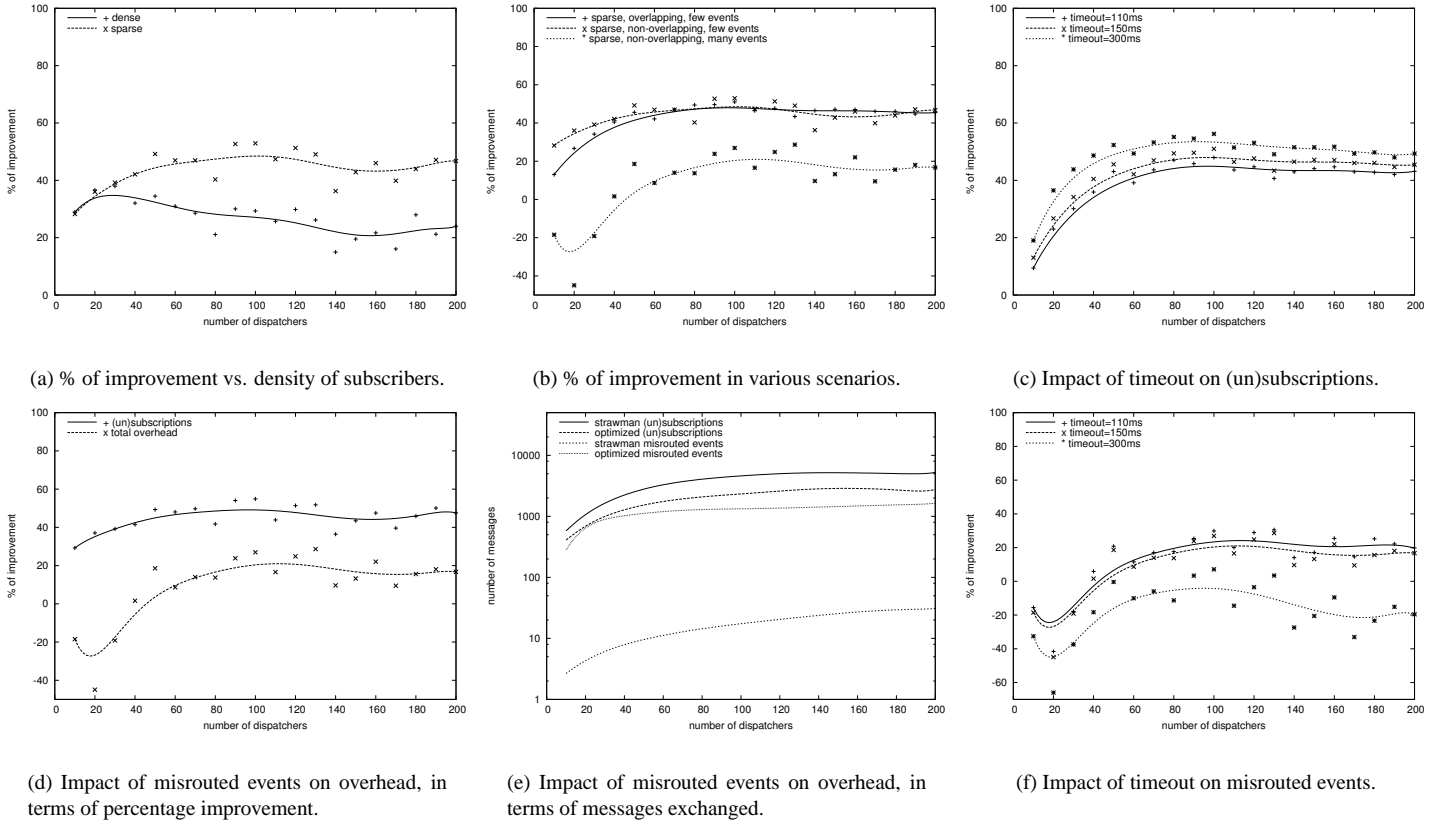 100
80
60
40
20
0
% of improvement
+ dense
x sparse
0 20 40 60 80 100 120 140 160 180 200
number of dispatchers
(a) % of improvement vs. density of subscribers.
100
80
60
40
20
0
-20
-40
% of improvement
+ sparse, overlapping, few events
x sparse, non-overlapping, few events
* sparse, non-overlapping, many events
0 20 40 60 80 100 120 140 160 180 200
number of dispatchers
(b) % of improvement in various scenarios.
100
80
60
40
20
0
% of improvement
+ timeout=110ms
x timeout=150ms
* timeout=300ms
0 20 40 60 80 100 120 140 160 180 200
number of dispatchers
(c) Impact of timeout on (un)subscriptions.
100
80
60
40
20
0
-20
-40
% of improvement
+ (un)subscriptions
x total overhead
0 20 40 60 80 100 120 140 160 180 200
number of dispatchers
(d) Impact of misrouted events on overhead, in
terms of percentage improvement.
10000
1000
100
10
1
number of messages
strawman (un)subscriptions
optimized (un)subscriptions
strawman misrouted events
optimized misrouted events
0 20 40 60 80 100 120 140 160 180 200
number of dispatchers
(e) Impact of misrouted events on overhead, in
terms of messages exchanged.
100
80
60
40
20
0
-20
-40
-60
% of improvement
+ timeout=110ms
x timeout=150ms
* timeout=300ms
0 20 40 60 80 100 120 140 160 180 200
number of dispatchers
(f) Impact of timeout on misrouted events.